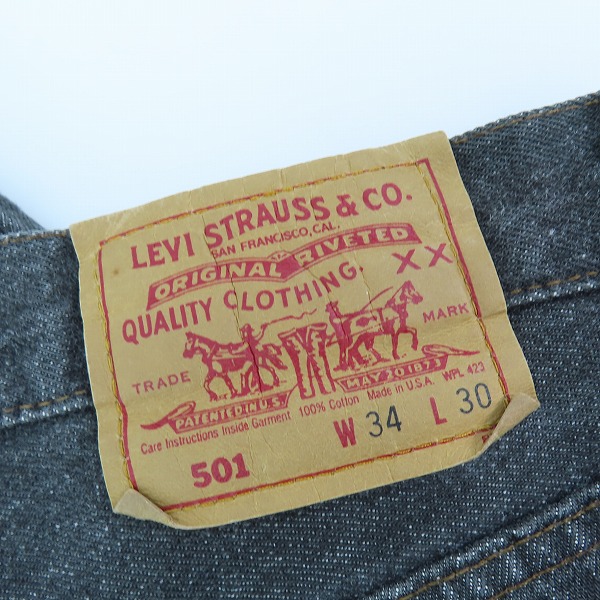 LEVI STRAUSS & CO.
SAN FRANCISCO, CAL.
ORIGINAL RIVETED
QUALITY CLOTHING. XX
TRADE MARK
PATENTED IN U.S. MAY 20 1873
Care Instructions Inside Garment 100% Cotton Made in U.S.A. WPL 423
501 W 34 L 30